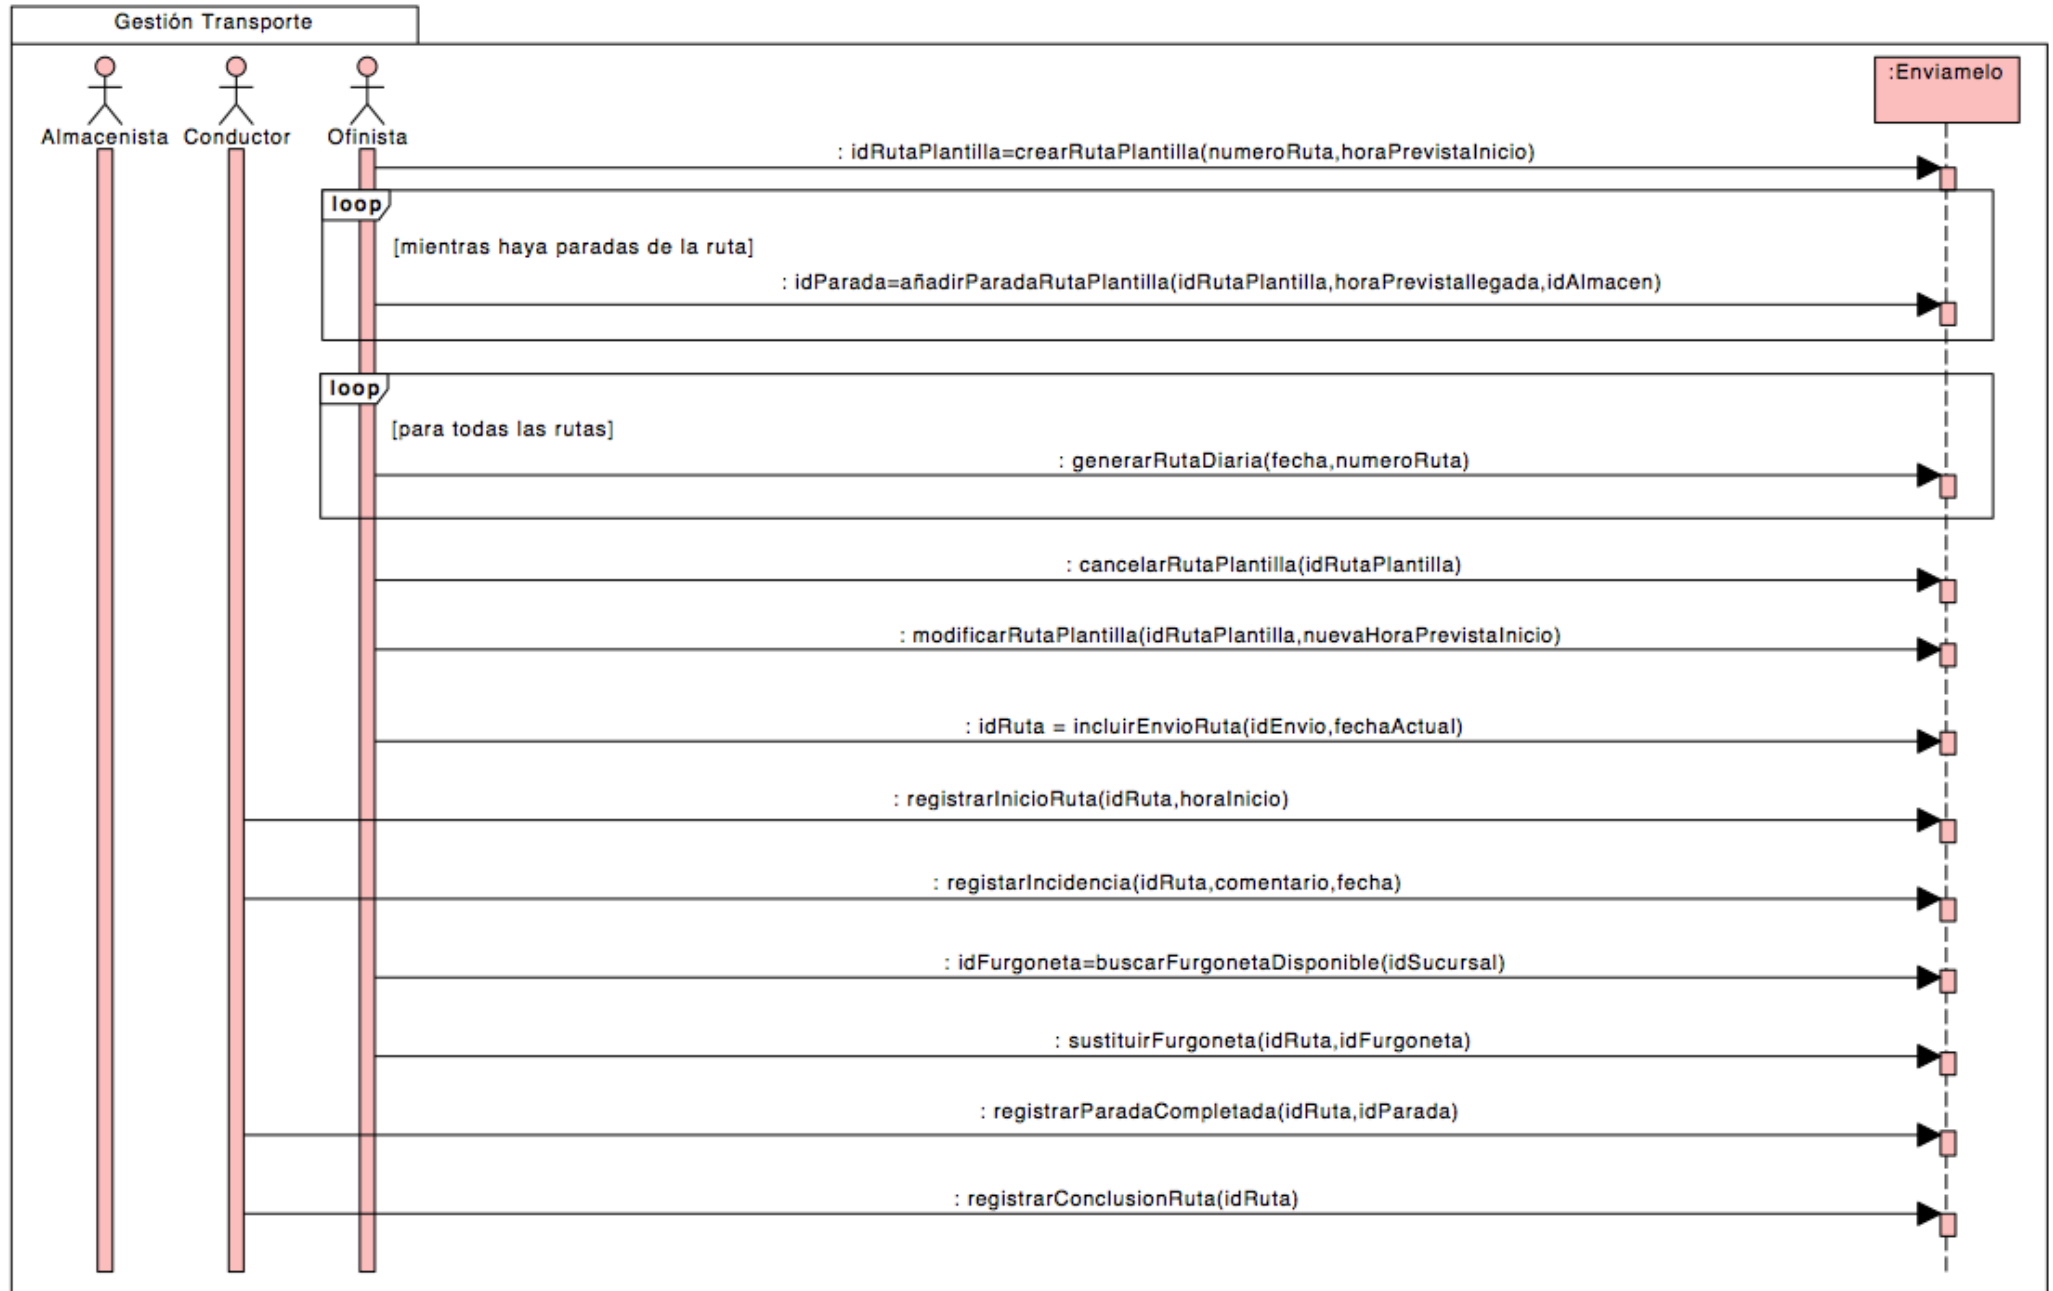 Gestión Transporte
:Enviamelo
Almacenista
Conductor
Ofinista
: idRutaPlantilla=crearRutaPlantilla(numeroRuta,horaPrevistaInicio)
loop
[mientras haya paradas de la ruta]
: idParada=añadirParadaRutaPlantilla(idRutaPlantilla,horaPrevistallegada,idAlmacen)
loop
[para todas las rutas]
: generarRutaDiaria(fecha,numeroRuta)
: cancelarRutaPlantilla(idRutaPlantilla)
: modificarRutaPlantilla(idRutaPlantilla,nuevaHoraPrevistaInicio)
: idRuta = incluirEnvioRuta(idEnvio,fechaActual)
: registrarInicioRuta(idRuta,horaInicio)
: registarIncidencia(idRuta,comentario,fecha)
: idFurgoneta=buscarFurgonetaDisponible(idSucursal)
: sustituirFurgoneta(idRuta,idFurgoneta)
: registrarParadaCompletada(idRuta,idParada)
: registrarConclusionRuta(idRuta)